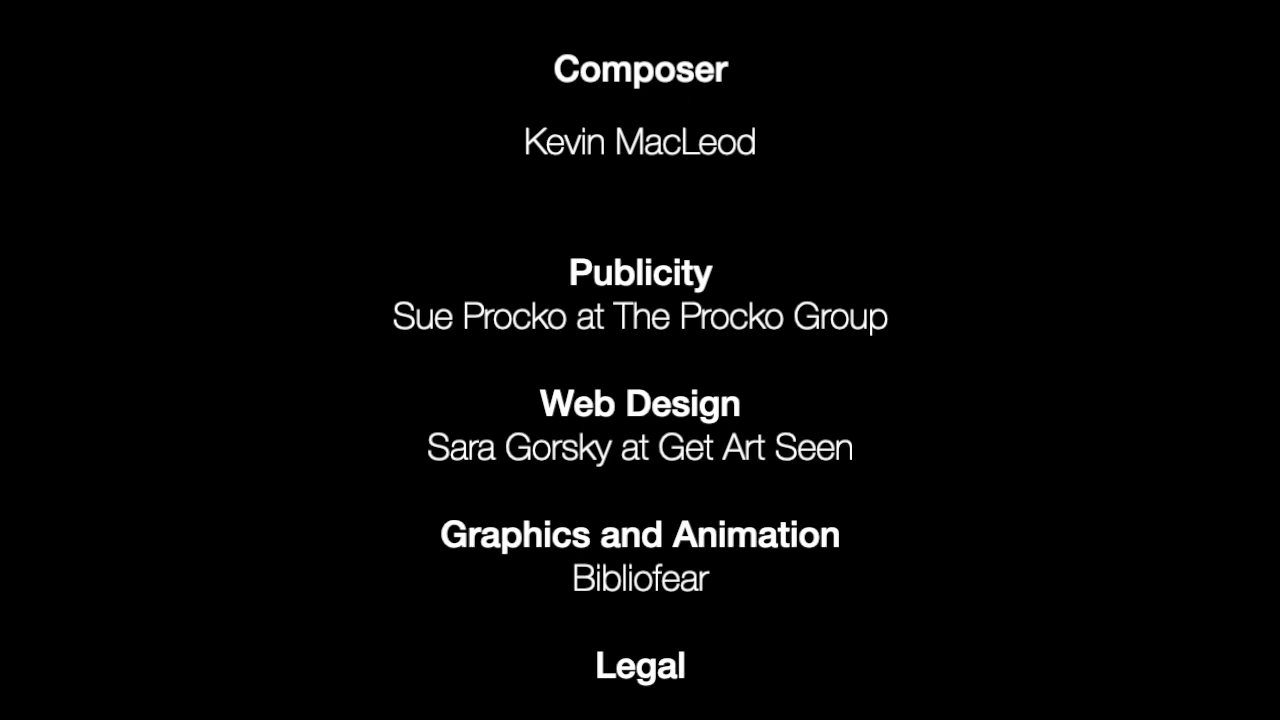 Composer
Kevin MacLeod
Publicity
Sue Procko at The Procko Group
Web Design
Sara Gorsky at Get Art Seen
Graphics and Animation
Bibliofear
Legal